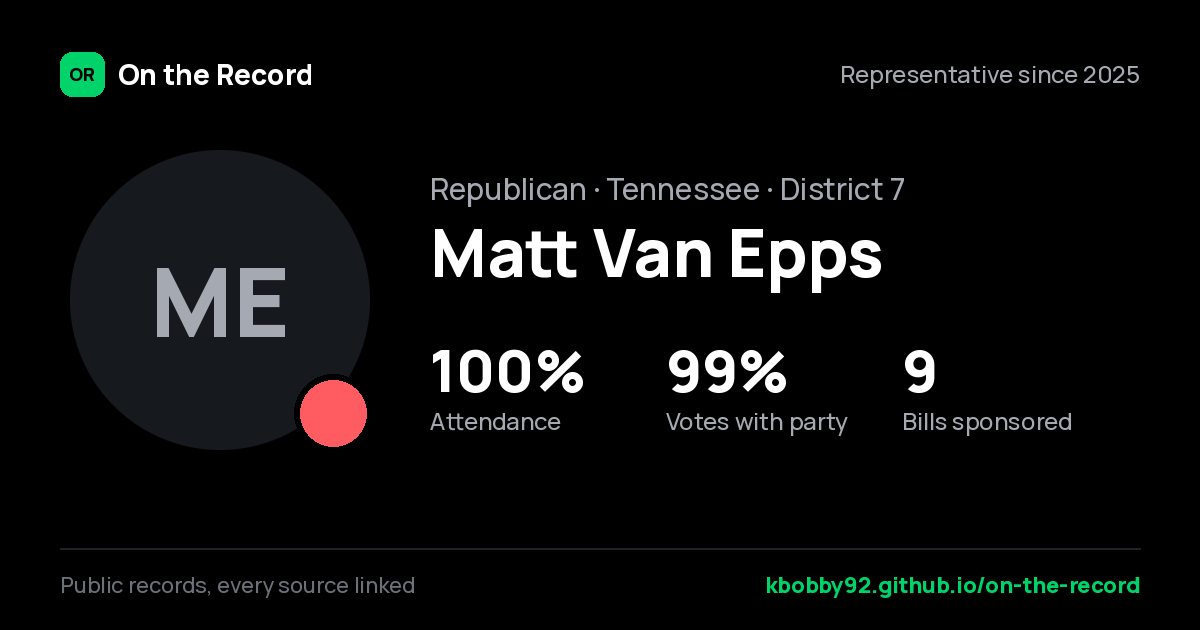 OR On the Record
Representative since 2025
Republican · Tennessee · District 7
Matt Van Epps
ME
100% 99% 9
Attendance Votes with party Bills sponsored
Public records, every source linked
kbobby92.github.io/on-the-record